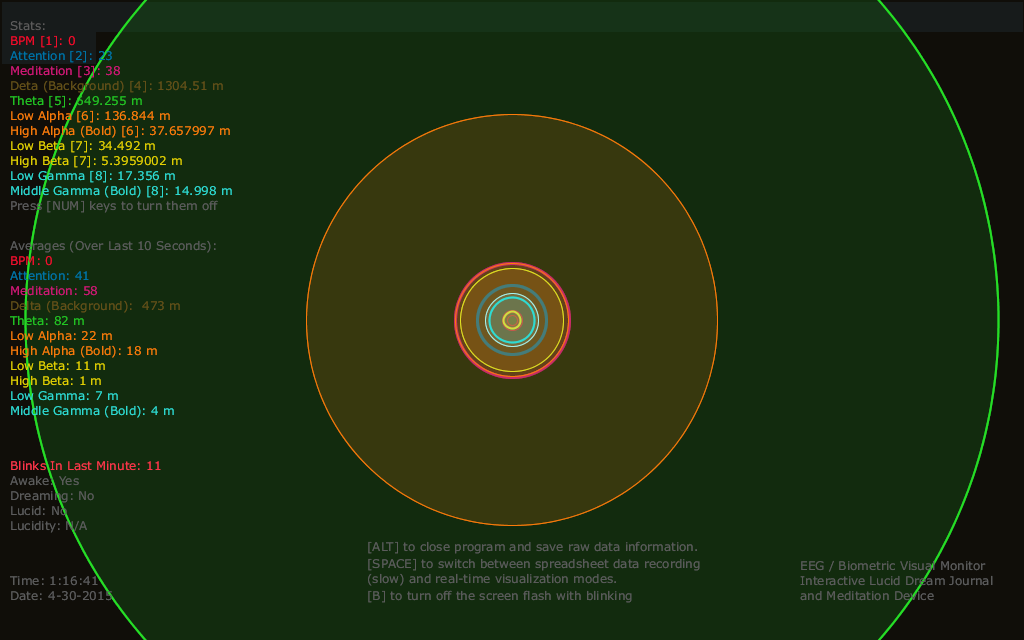 Stats:
BPM [1]: 0
Attention [2]: 23
Meditation [3]: 38
Deta (Background) [4]: 1304.51 m
Theta [5]: 649.255 m
Low Alpha [6]: 136.844 m
High Alpha (Bold) [6]: 37.657997 m
Low Beta [7]: 34.492 m
High Beta [7]: 5.3959002 m
Low Gamma [8]: 17.356 m
Middle Gamma (Bold) [8]: 14.998 m
Press [NUM] keys to turn them off
Averages (Over Last 10 Seconds):
BPM: 0
Attention: 41
Meditation: 58
Delta (Background):  473 m
Theta: 82 m
Low Alpha: 22 m
High Alpha (Bold): 18 m
Low Beta: 11 m
High Beta: 1 m
Low Gamma: 7 m
Middle Gamma (Bold): 4 m
Blinks In Last Minute: 11
Awake: Yes
Dreaming: No
Lucid: No
Lucidity: N/A
Time: 1:16:41
Date: 4-30-2015
[ALT] to close program and save raw data information.
[SPACE] to switch between spreadsheet data recording
(slow) and real-time visualization modes.
[B] to turn off the screen flash with blinking
EEG / Biometric Visual Monitor
Interactive Lucid Dream Journal
and Meditation Device